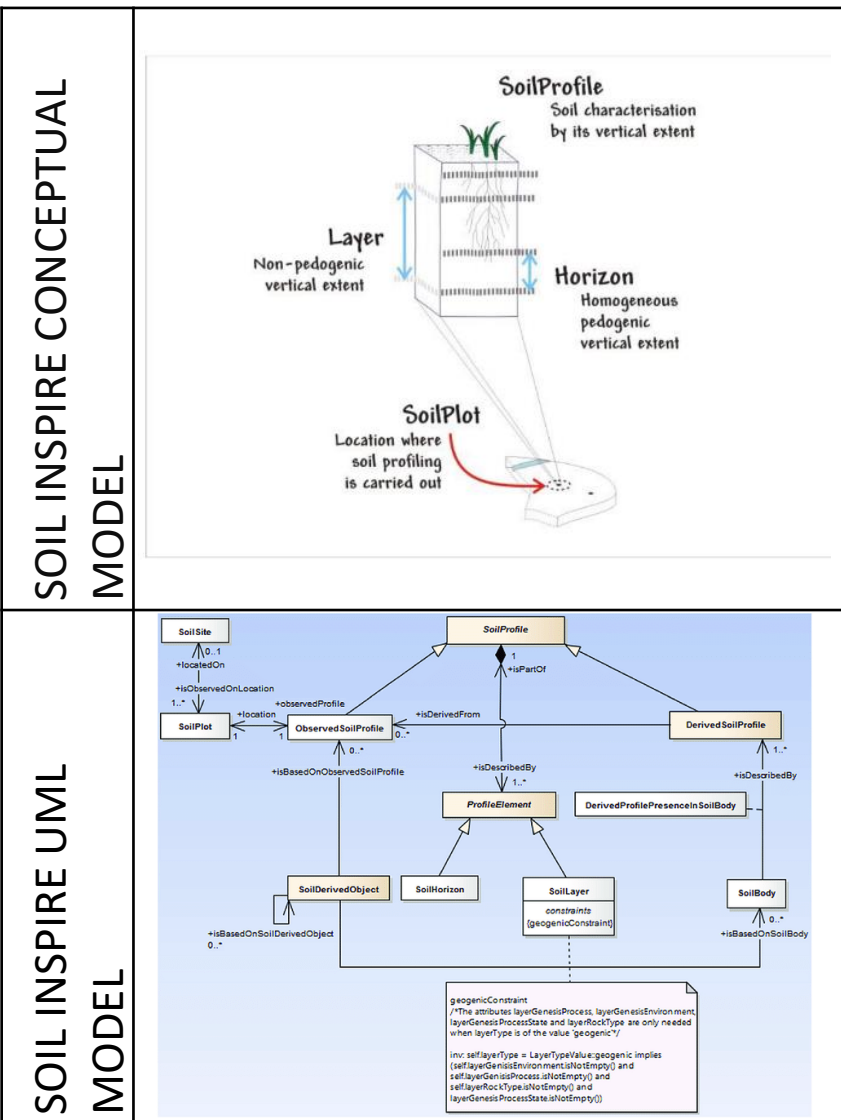 SOIL INSPIRE CONCEPTUAL
MODEL
SoilProfile
Soil characterisation
by its vertical extent
Layer
Non-pedogenic
vertical extent
Horizon
Homogeneous
pedogenic
vertical extent
SoilPlot
Location where
soil profiling
is carried out
SOIL INSPIRE UML
MODEL
SoilSite
0..1
+locatedOn
+isObservedOnLocation
1..*
SoilPlot
+location
1
+observedProfile
1
ObservedSoilProfile
0..*
SoilProfile
1
+isPartOf
+isDerivedFrom
0..*
DerivedSoilProfile
1..*
+isDescribedBy
+isBasedOnObservedSoilProfile
+isDescribedBy
1..*
ProfileElement
DerivedProfilePresenceInSoilBody
SoilDerivedObject
SoilHorizon
SoilLayer
constraints
{geogenicConstraint}
SoilBody
0..*
+isBasedOnSoilBody
+isBasedOnSoilDerivedObject
0..*
geogenicConstraint
/*The attributes layerGenesisProcess, layerGenesisEnvironment,
layerGenesisProcessState and layerRockType are only needed
when layerType is of the value 'geogenic'*/
inv: self.layerType = LayerTypeValue::geogenic implies
(self.layerGenisisEnvironment.isNotEmpty() and
self.layerGenisisProcess.isNotEmpty() and
self.layerRockType.isNotEmpty() and
layerGenesisProcessState.isNotEmpty())